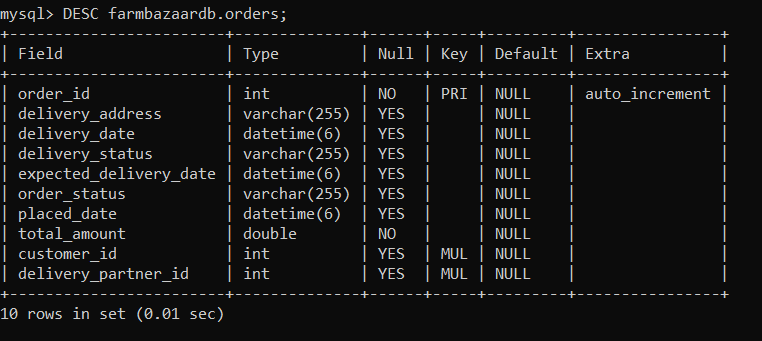 mysql> DESC farmbazaardb.orders;
+------------------------+--------------+------+-----+---------+----------------+
| Field                  | Type         | Null | Key | Default | Extra          |
+------------------------+--------------+------+-----+---------+----------------+
| order_id               | int          | NO   | PRI | NULL    | auto_increment |
| delivery_address       | varchar(255) | YES  |     | NULL    |                |
| delivery_date          | datetime(6)  | YES  |     | NULL    |                |
| delivery_status        | varchar(255) | YES  |     | NULL    |                |
| expected_delivery_date | datetime(6)  | YES  |     | NULL    |                |
| order_status           | varchar(255) | YES  |     | NULL    |                |
| placed_date            | datetime(6)  | YES  |     | NULL    |                |
| total_amount           | double       | NO   |     | NULL    |                |
| customer_id            | int          | YES  | MUL | NULL    |                |
| delivery_partner_id    | int          | YES  | MUL | NULL    |                |
+------------------------+--------------+------+-----+---------+----------------+
10 rows in set (0.01 sec)